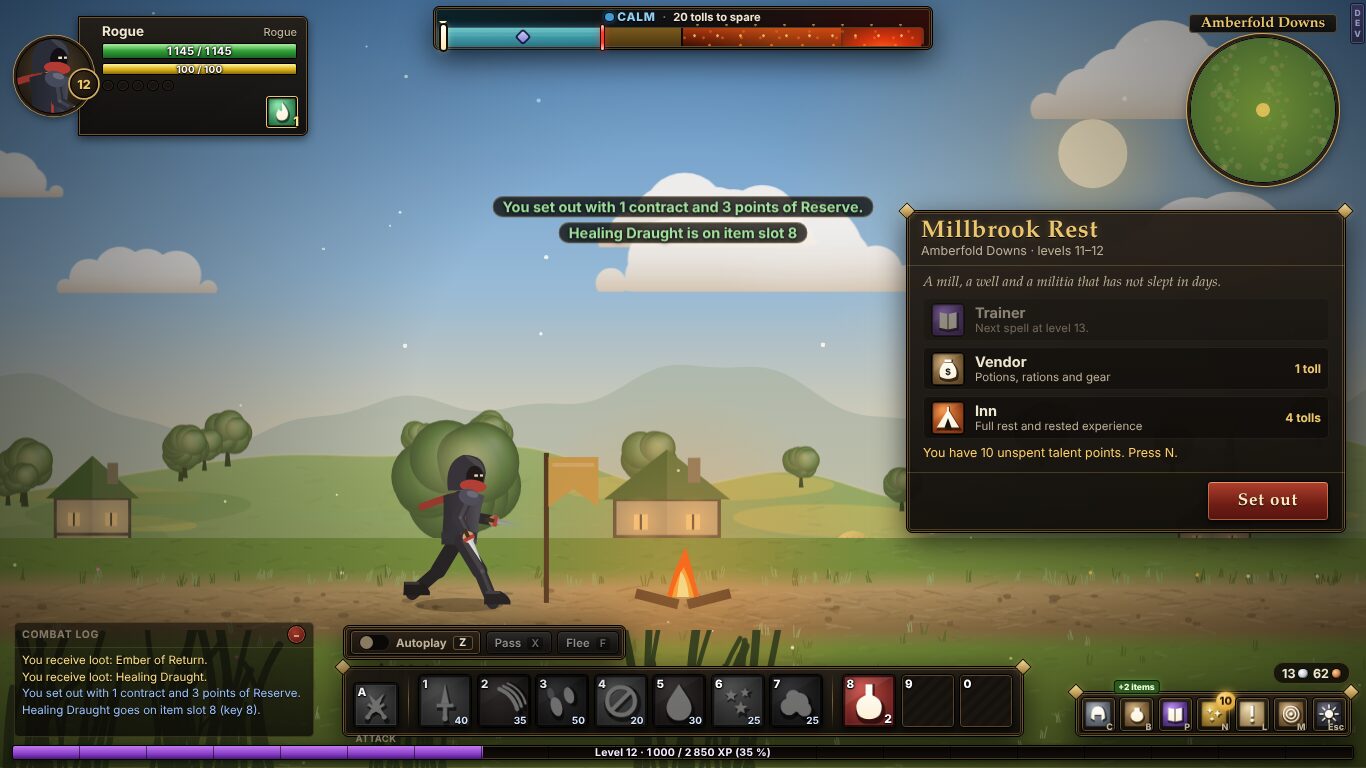 Rogue
Rogue
1145 / 1145
100 / 100
12
1
CALM · 20 tolls to spare
Amberfold Downs
DEV
You set out with 1 contract and 3 points of Reserve.
Healing Draught is on item slot 8
Millbrook Rest
Amberfold Downs · levels 11–12
A mill, a well and a militia that has not slept in days.
Trainer
Next spell at level 13.
Vendor
Potions, rations and gear
1 toll
$
Inn
Full rest and rested experience
4 tolls
You have 10 unspent talent points. Press N.
Set out
COMBAT LOG
You receive loot: Ember of Return.
You receive loot: Healing Draught.
You set out with 1 contract and 3 points of Reserve.
Healing Draught goes on item slot 8 (key 8).
Autoplay Z
Pass X
Flee F
A
ATTACK
1 40
2 35
3 50
4 20
5 30
6 25
7 25
8 2
9
0
13 62
+2 items
10
C B P N L M Esc
Level 12 · 1000 / 2 850 XP (35 %)